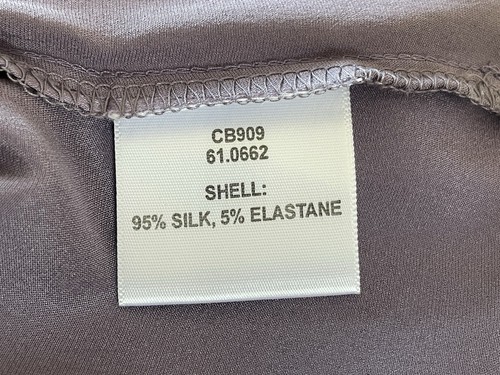 CB909
61.0662
SHELL:
95% SILK, 5% ELASTANE